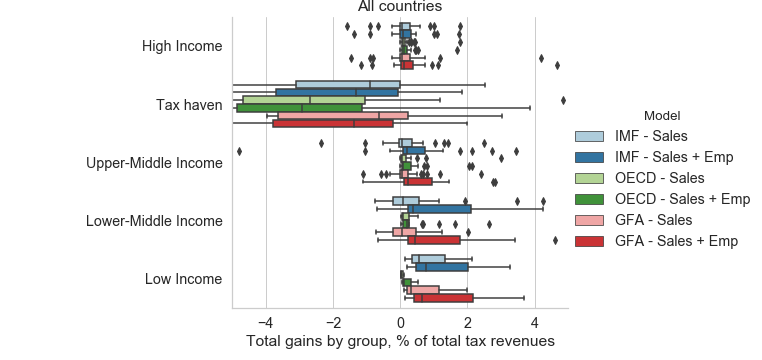 All countries
High Income
Tax haven
Upper-Middle Income
Lower-Middle Income
Low Income
−4
−2
0
2
4
Total gains by group, % of total tax revenues
Model
IMF - Sales
IMF - Sales + Emp
OECD - Sales
OECD - Sales + Emp
GFA - Sales
GFA - Sales + Emp